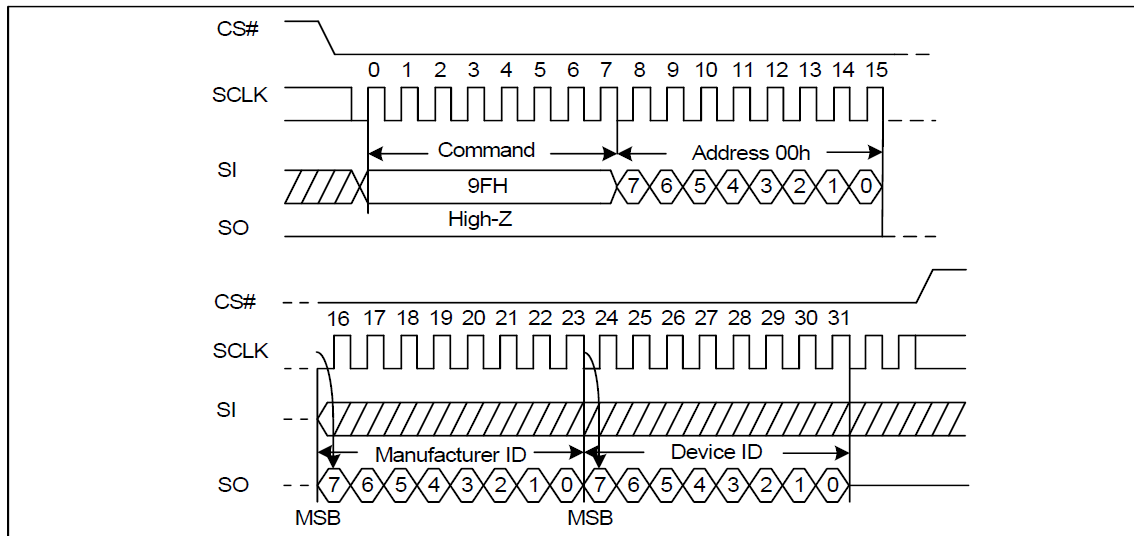 CS#
0 1 2 3 4 5 6 7 8 9 10 11 12 13 14 15
SCLK
Command Address 00h
SI
9FH 7 6 5 4 3 2 1 0
High-Z
SO
CS#
16 17 18 19 20 21 22 23 24 25 26 27 28 29 30 31
SCLK
SI
Manufacturer ID Device ID
SO 7 6 5 4 3 2 1 0 7 6 5 4 3 2 1 0
MSB MSB